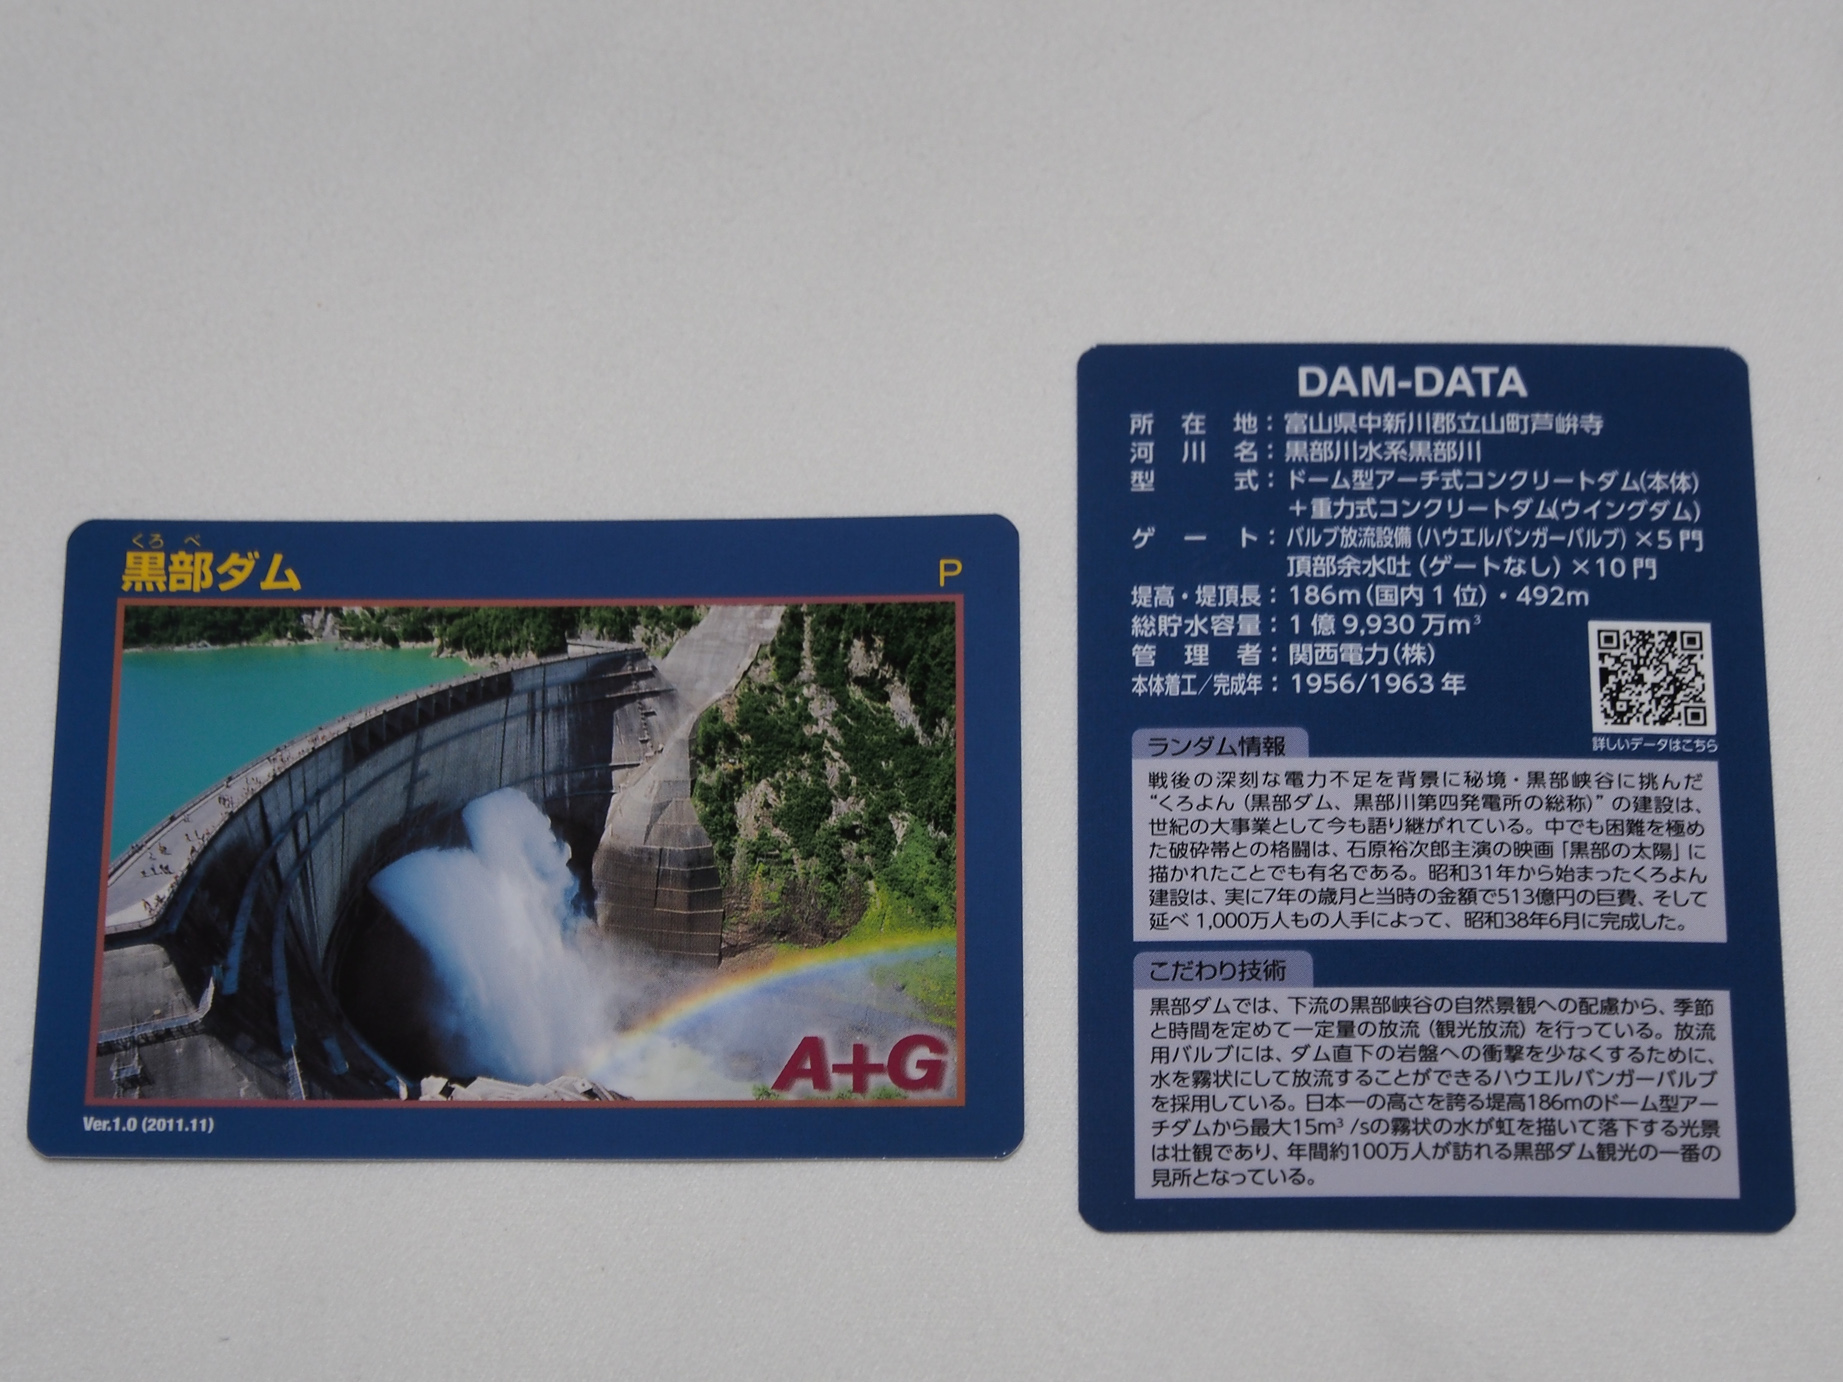 くろべ
黒部ダム
P
A+G
Ver.1.0 (2011.11)
DAM-DATA
所在地：富山県中新川郡立山町芦峅寺
河川名：黒部川水系黒部川
型式：ドーム型アーチ式コンクリートダム(本体)
＋重力式コンクリートダム(ウイングダム)
ゲート：バルブ放流設備(ハウエルバンガーバルブ)×5門
頂部余水吐(ゲートなし)×10門
堤高・堤頂長：186m(国内1位)・492m
総貯水容量：1億9,930万m³
管理者：関西電力(株)
本体着工／完成年：1956/1963年
詳しいデータはこちら
ランダム情報
戦後の深刻な電力不足を背景に秘境・黒部峡谷に挑んだ
“くろよん（黒部ダム、黒部川第四発電所の総称）”の建設は、
世紀の大事業として今も語り継がれている。中でも困難を極め
た破砕帯との格闘は、石原裕次郎主演の映画「黒部の太陽」に
描かれたことでも有名である。昭和31年から始まったくろよん
建設は、実に7年の歳月と当時の金額で513億円の巨費、そして
延べ1,000万人もの人手によって、昭和38年6月に完成した。
こだわり技術
黒部ダムでは、下流の黒部峡谷の自然景観への配慮から、季節
と時間を定めて一定量の放流（観光放流）を行っている。放流
用バルブには、ダム直下の岩盤への衝撃を少なくするために、
水を霧状にして放流することができるハウエルバンガーバルブ
を採用している。日本一の高さを誇る堤高186mのドーム型アー
チダムから最大15m³/sの霧状の水が虹を描いて落下する光景
は壮観であり、年間約100万人が訪れる黒部ダム観光の一番の
見所となっている。